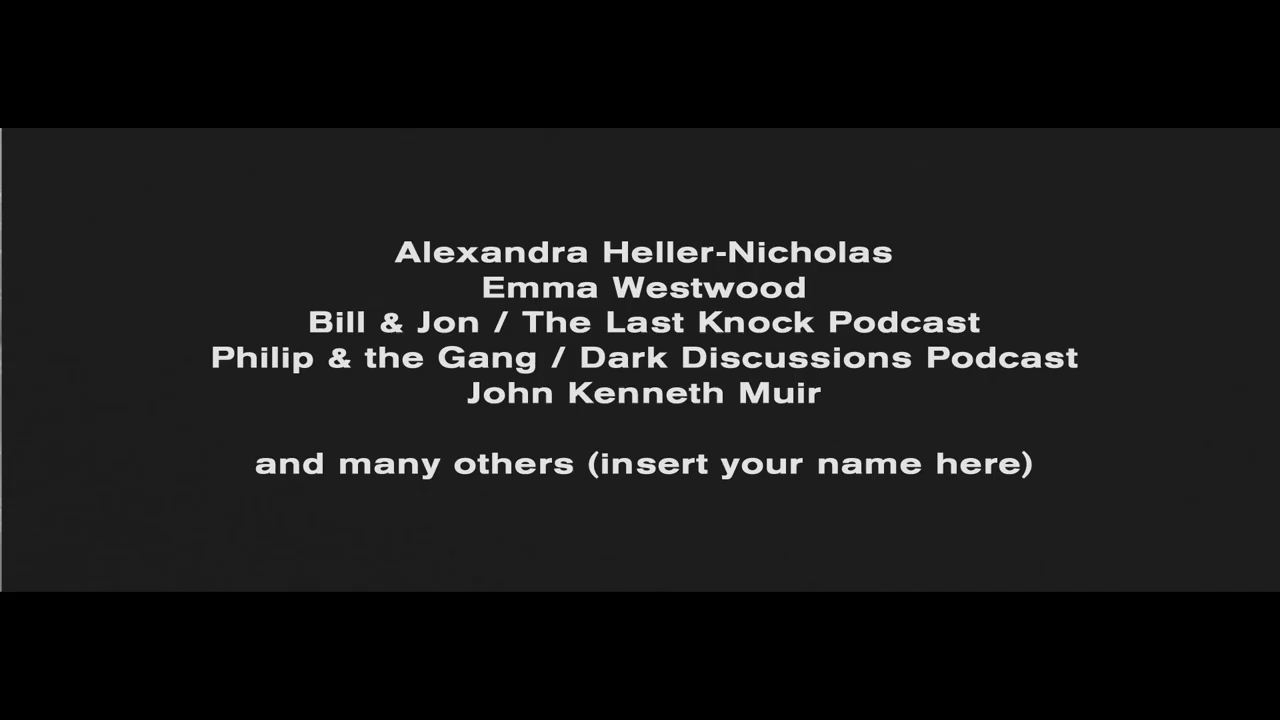 Alexandra Heller-Nicholas
Emma Westwood
Bill & Jon / The Last Knock Podcast
Philip & the Gang / Dark Discussions Podcast
John Kenneth Muir
and many others (insert your name here)